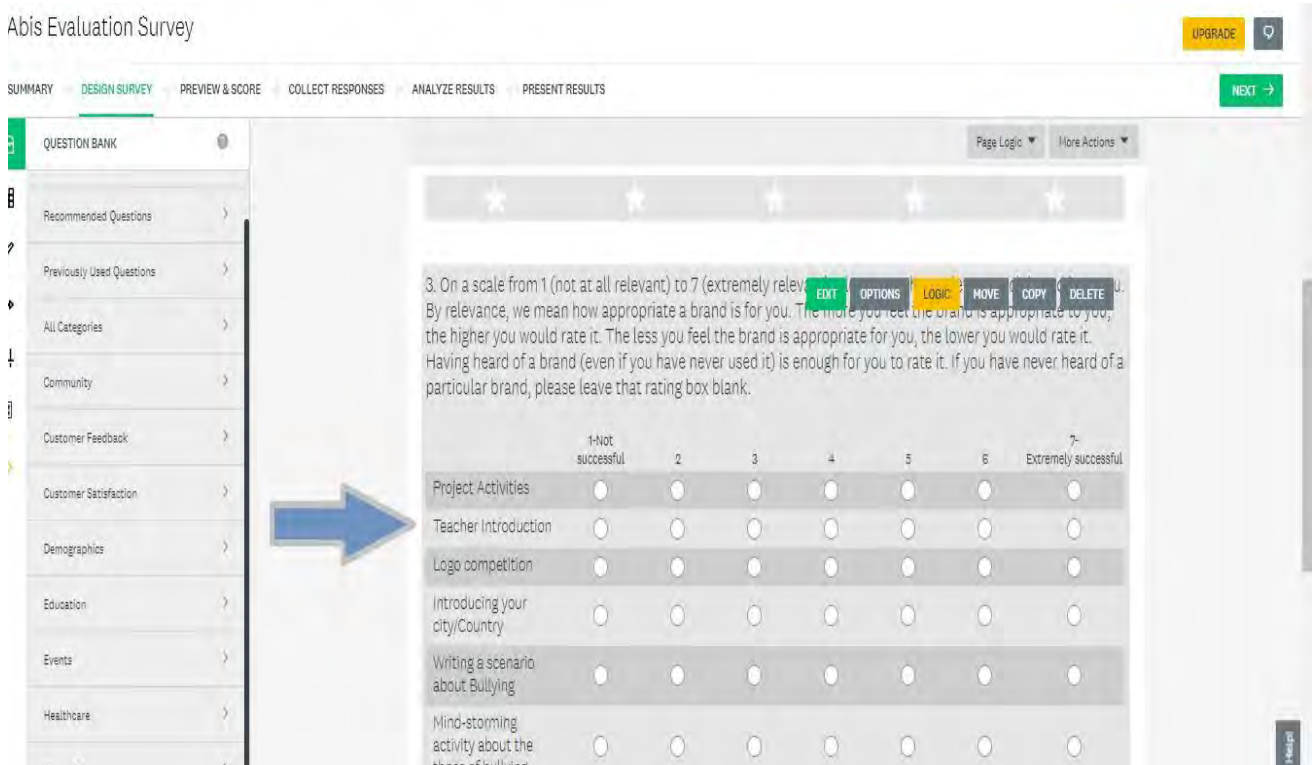 Abis Evaluation Survey
UPGRADE
SUMMARY DESIGN SURVEY PREVIEW & SCORE COLLECT RESPONSES ANALYZE RESULTS PRESENT RESULTS
NEXT →
QUESTION BANK
Page Logic More Actions
Recommended Questions
Previously Used Questions
All Categories
Community
Customer Feedback
Customer Satisfaction
Demographics
Education
Events
Healthcare
3. On a scale from 1 (not at all relevant) to 7 (extremely
EDIT OPTIONS LOGIC MOVE COPY DELETE
By relevance, we mean how appropriate a brand is for you. The more you feel the brand is appropriate to you,
the higher you would rate it. The less you feel the brand is appropriate for you, the lower you would rate it.
Having heard of a brand (even if you have never used it) is enough for you to rate it. If you have never heard of a
particular brand, please leave that rating box blank.
1-Not
successful 2 3 4 5 6 7-
Extremely successful
Project Activities
Teacher Introduction
Logo competition
Introducing your
city/Country
Writing a scenario
about Bullying
Mind-storming
activity about the
Help!